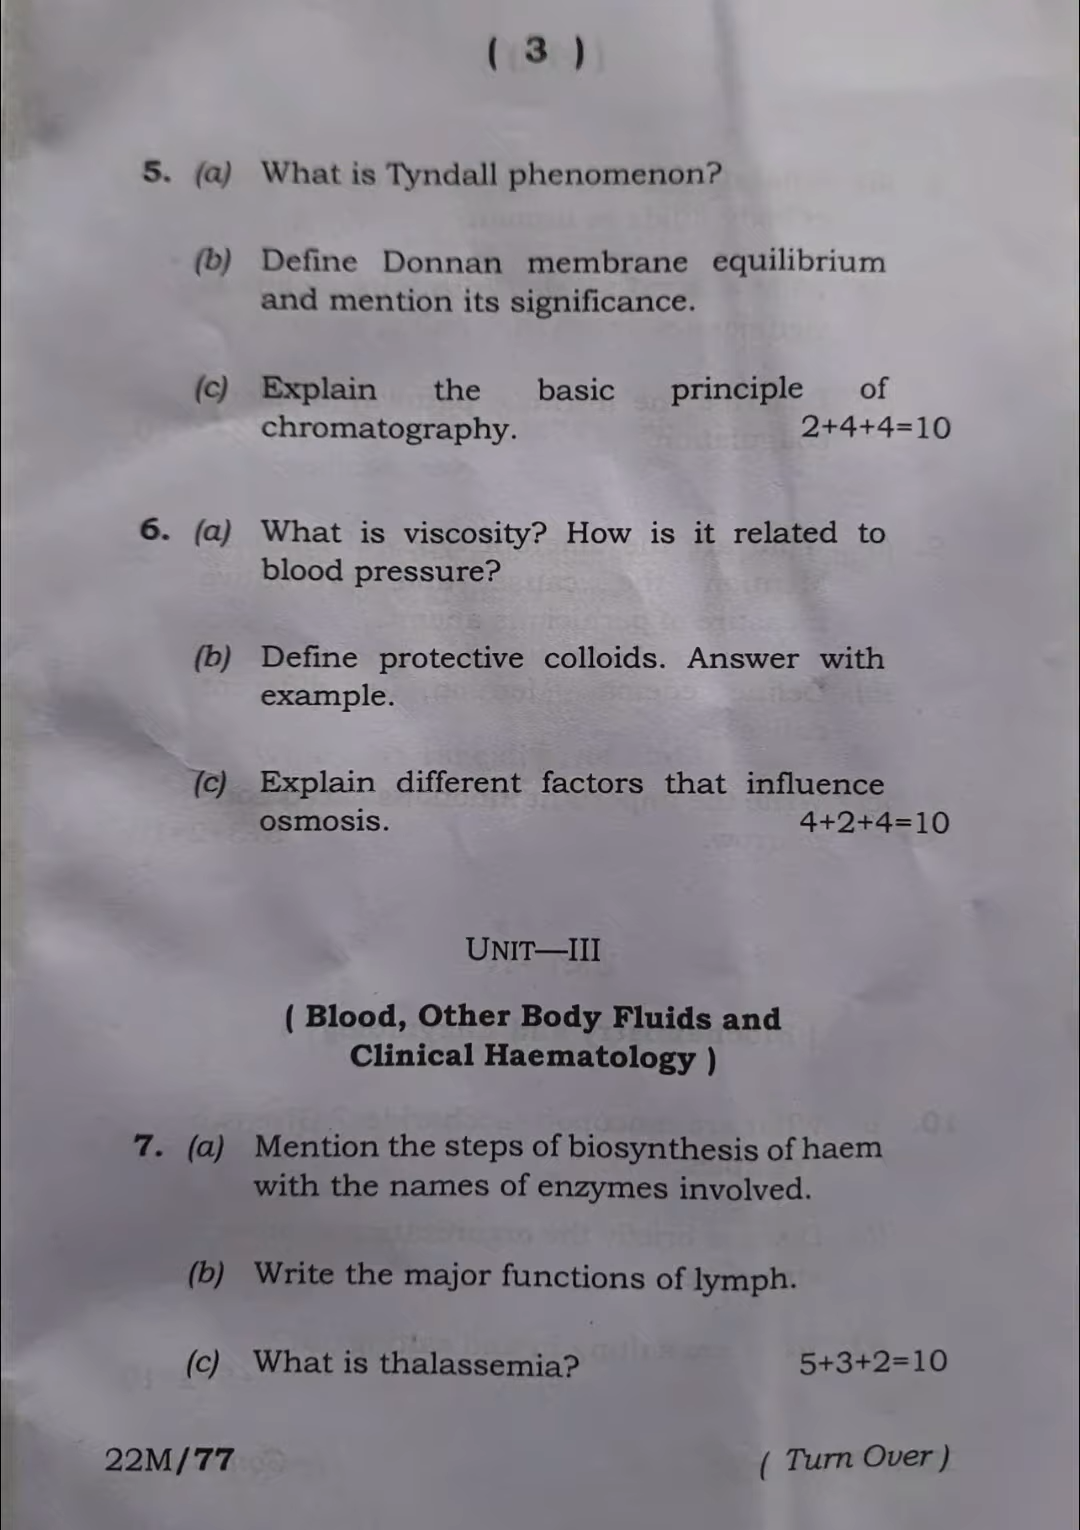 ( 3 )
5. (a) What is Tyndall phenomenon?
(b) Define Donnan membrane equilibrium
and mention its significance.
(c) Explain the basic principle of
chromatography. 2+4+4=10
6. (a) What is viscosity? How is it related to
blood pressure?
(b) Define protective colloids. Answer with
example.
(c) Explain different factors that influence
osmosis. 4+2+4=10
UNIT—III
( Blood, Other Body Fluids and
Clinical Haematology )
7. (a) Mention the steps of biosynthesis of haem
with the names of enzymes involved.
(b) Write the major functions of lymph.
(c) What is thalassemia? 5+3+2=10
22M/77 ( Turn Over )